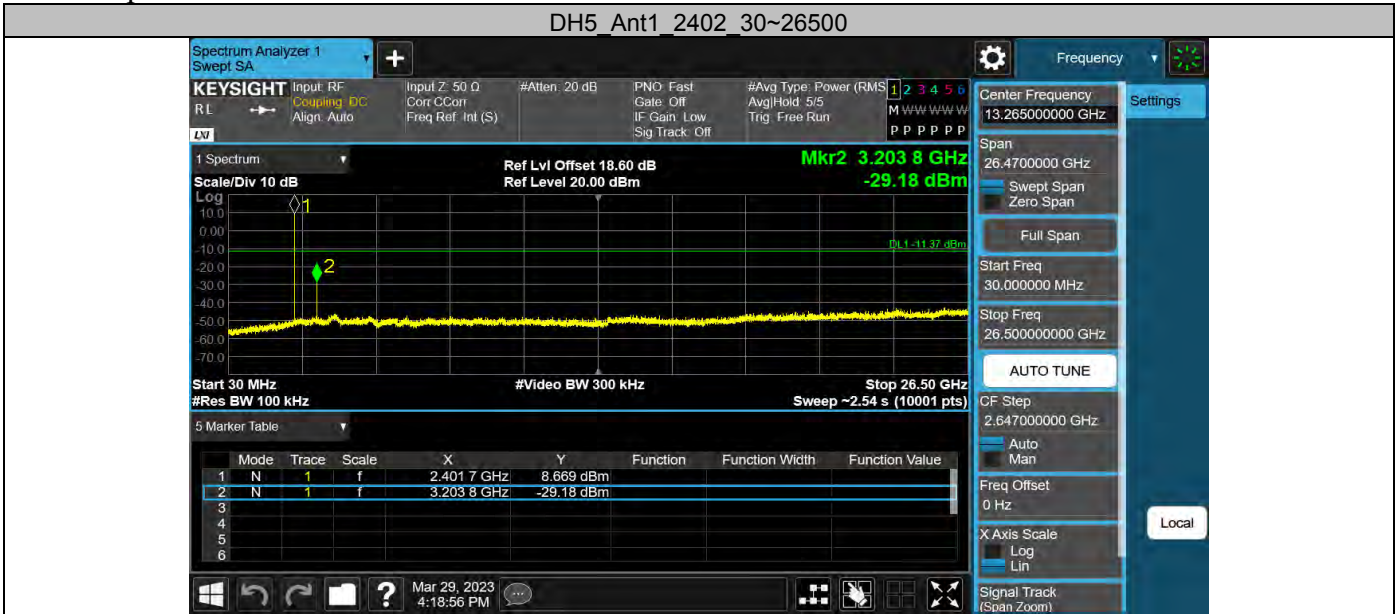 DH5_Ant1_2402_30~26500
Spectrum Analyzer 1
Swept SA
+
Frequency
KEYSIGHT
RL
LXI
Input: RF
Coupling: DC
Align: Auto
Input Z: 50 Ω
Corr CCorr
Freq Ref: Int (S)
#Atten: 20 dB
PNO: Fast
Gate: Off
IF Gain: Low
Sig Track: Off
#Avg Type: Power (RMS
Avg|Hold: 5/5
Trig: Free Run
1 2 3 4 5 6
M W W W W W
P P P P P P
Center Frequency
13.265000000 GHz
Settings
1 Spectrum
Scale/Div 10 dB
Ref Lvl Offset 18.60 dB
Ref Level 20.00 dBm
Mkr2 3.203 8 GHz
-29.18 dBm
Span
26.4700000 GHz
Swept Span
Zero Span
Full Span
Log
10.0
0.00
-10.0
-20.0
-30.0
-40.0
-50.0
-60.0
-70.0
1
2
DL1 -11.37 dBm
Start Freq
30.000000 MHz
Stop Freq
26.500000000 GHz
AUTO TUNE
Start 30 MHz
#Video BW 300 kHz
Stop 26.50 GHz
#Res BW 100 kHz
Sweep ~2.54 s (10001 pts)
CF Step
2.647000000 GHz
Auto
Man
5 Marker Table
Mode Trace Scale X Y Function Function Width Function Value
1 N 1 f 2.401 7 GHz 8.669 dBm
2 N 1 f 3.203 8 GHz -29.18 dBm
3
4
5
6
Freq Offset
0 Hz
Local
X Axis Scale
Log
Lin
Signal Track
(Span Zoom)
?
Mar 29, 2023
4:18:56 PM